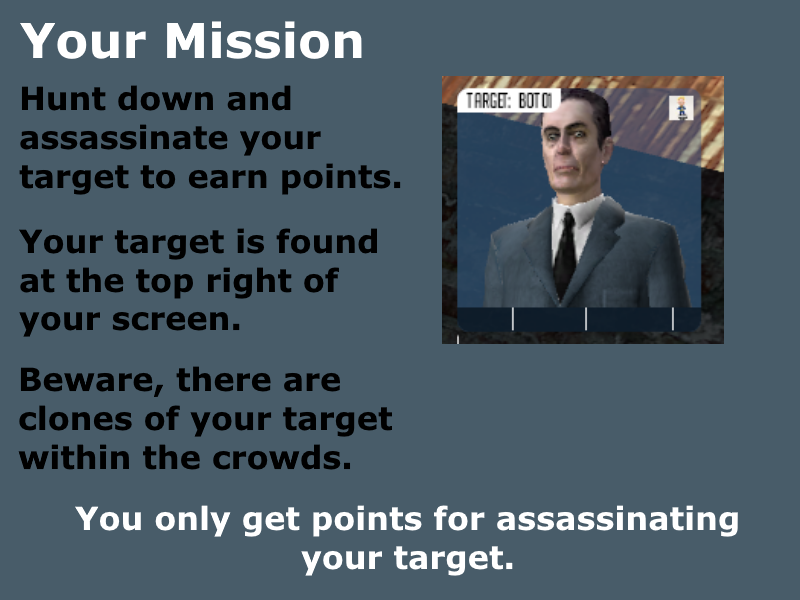 Your Mission
Hunt down and
assassinate your
target to earn points.
TARGET: BOT01
Your target is found
at the top right of
your screen.
Beware, there are
clones of your target
within the crowds.
You only get points for assassinating
your target.